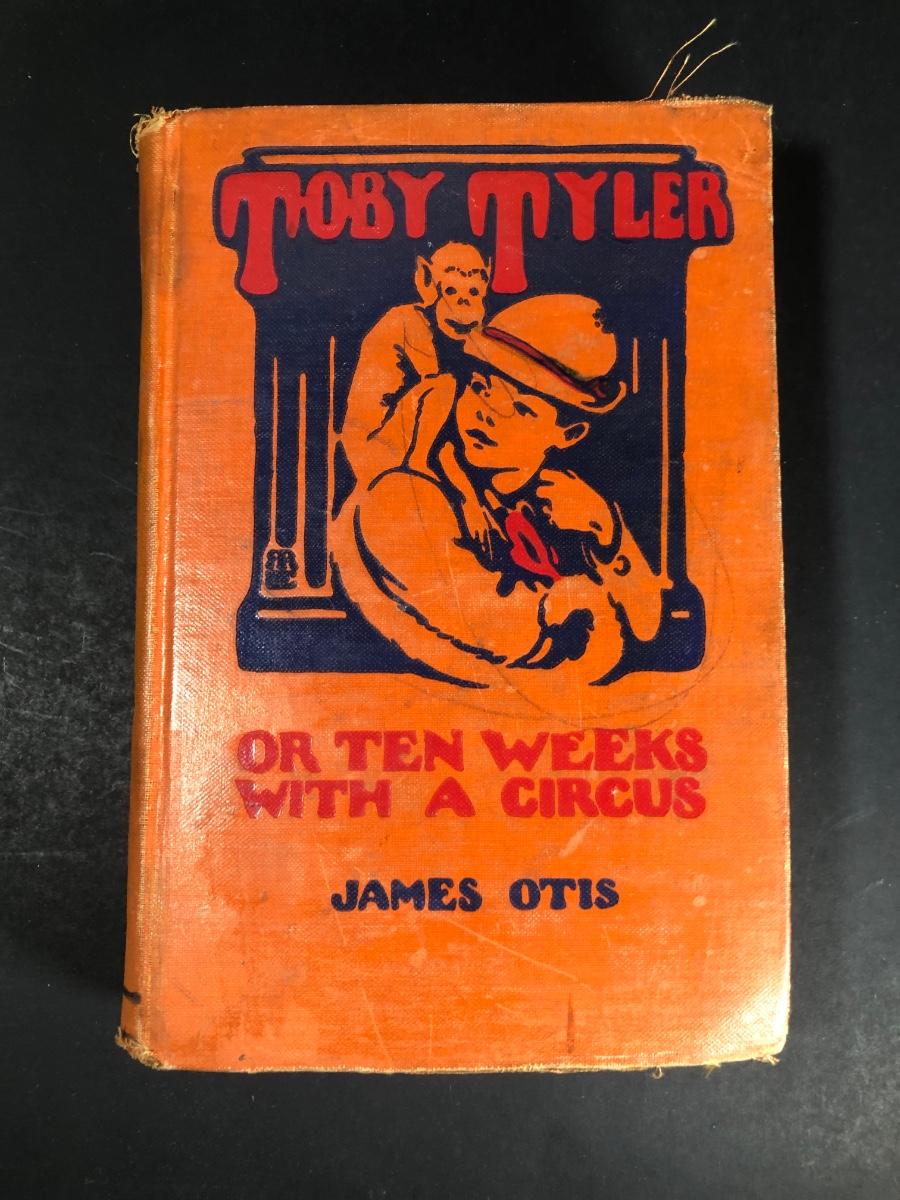 TOBY TYLER
OR TEN WEEKS
WITH A CIRCUS
JAMES OTIS